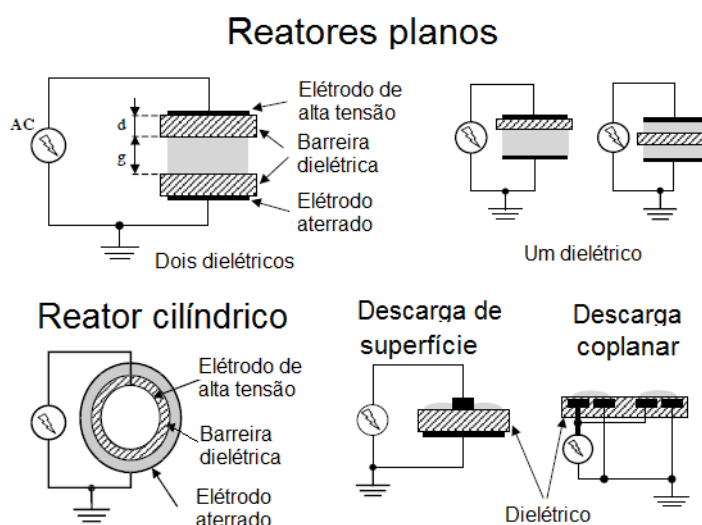 Reatores planos
Elétrodo de
alta tensão
AC
d
g
Barreira
dielétrica
Elétrodo
aterrado
Dois dielétricos
Um dielétrico
Reator cilíndrico
Elétrodo de
alta tensão
Barreira
dielétrica
Elétrodo
aterrado
Descarga de
superfície
Descarga
coplanar
Dielétrico